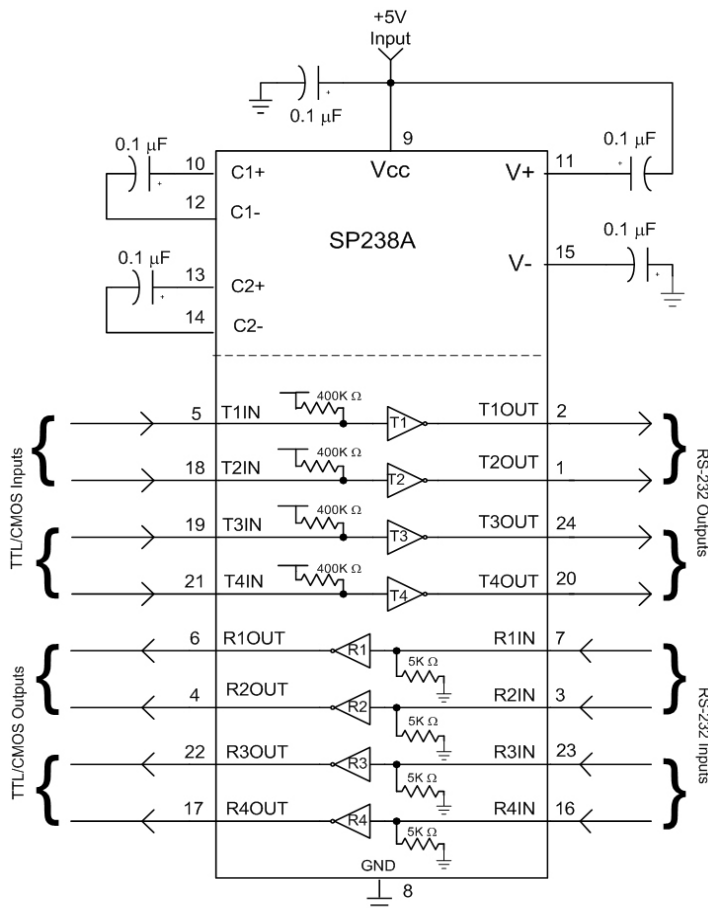 +5V
Input
0.1 µF
9
0.1 µF
10
C1+
Vcc
V+
11
0.1 µF
12
C1-
SP238A
0.1 µF
13
C2+
V-
15
0.1 µF
14
C2-
TTL/CMOS Inputs
5
T1IN
400K Ω
T1
T1OUT
2
18
T2IN
400K Ω
T2
T2OUT
1
19
T3IN
400K Ω
T3
T3OUT
24
21
T4IN
400K Ω
T4
T4OUT
20
RS-232 Outputs
TTL/CMOS Outputs
6
R1OUT
R1
5K Ω
R1IN
7
4
R2OUT
R2
5K Ω
R2IN
3
22
R3OUT
R3
5K Ω
R3IN
23
17
R4OUT
R4
5K Ω
R4IN
16
RS-232 Inputs
GND
8